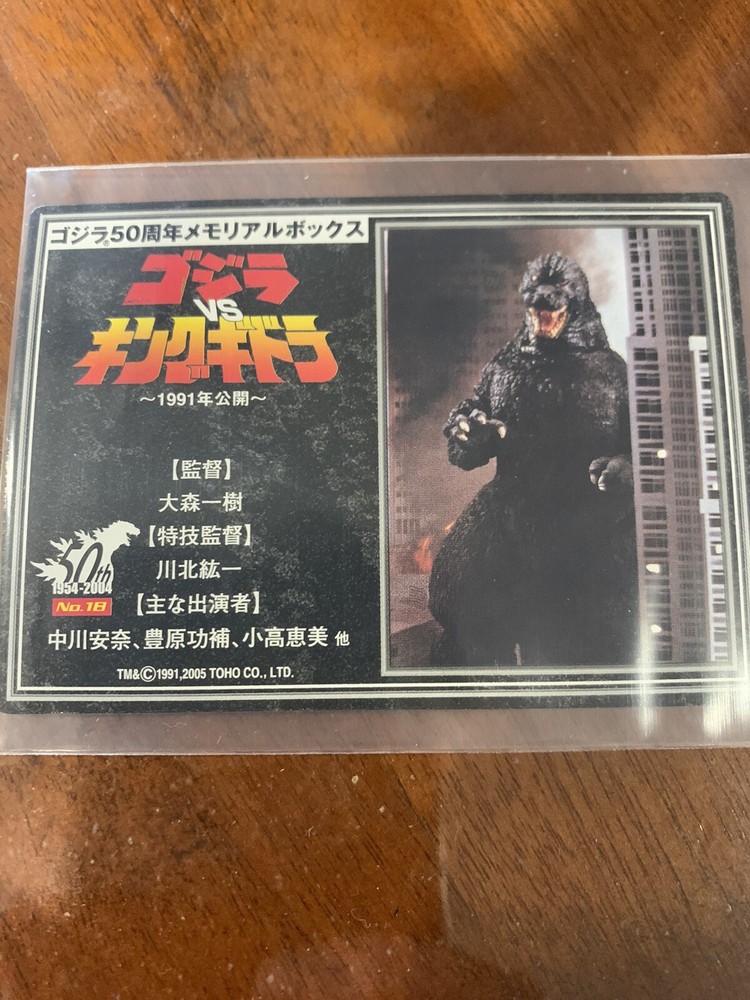 ゴジラ®50周年メモリアルボックス
ゴジラ
VS
キングギドラ
～1991年公開～
【監督】
大森一樹
【特技監督】
川北紘一
【主な出演者】
中川安奈、豊原功補、小高恵美 他
50th
1954-2004
No.18
TM&©1991,2005 TOHO CO., LTD.